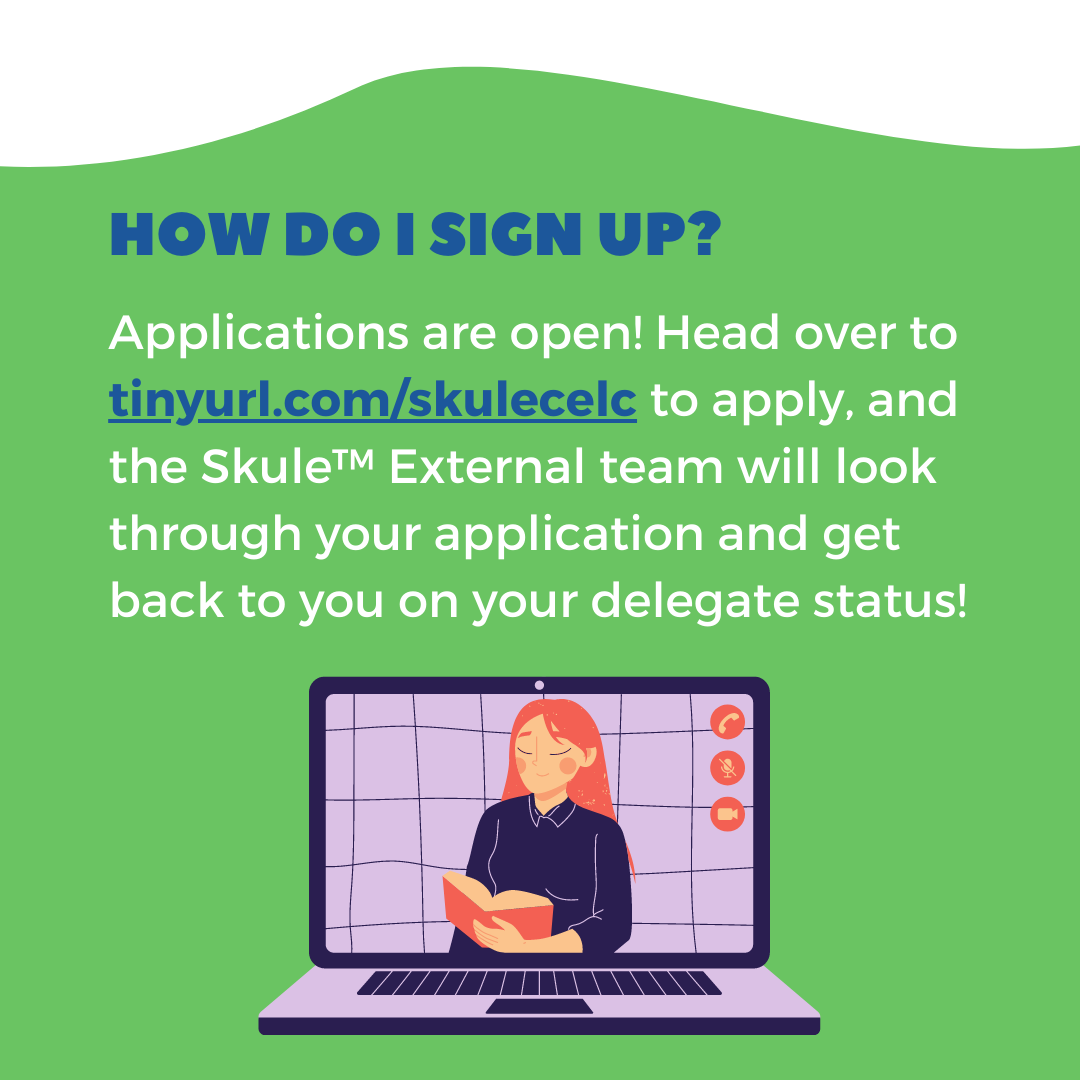 HOW DO I SIGN UP?
Applications are open! Head over to
tinyurl.com/skulecelc to apply, and
the Skule™ External team will look
through your application and get
back to you on your delegate status!